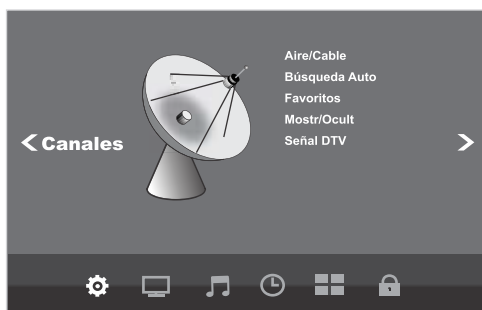 Canales
Aire/Cable
Búsqueda Auto
Favoritos
Mostr/Ocult
Señal DTV